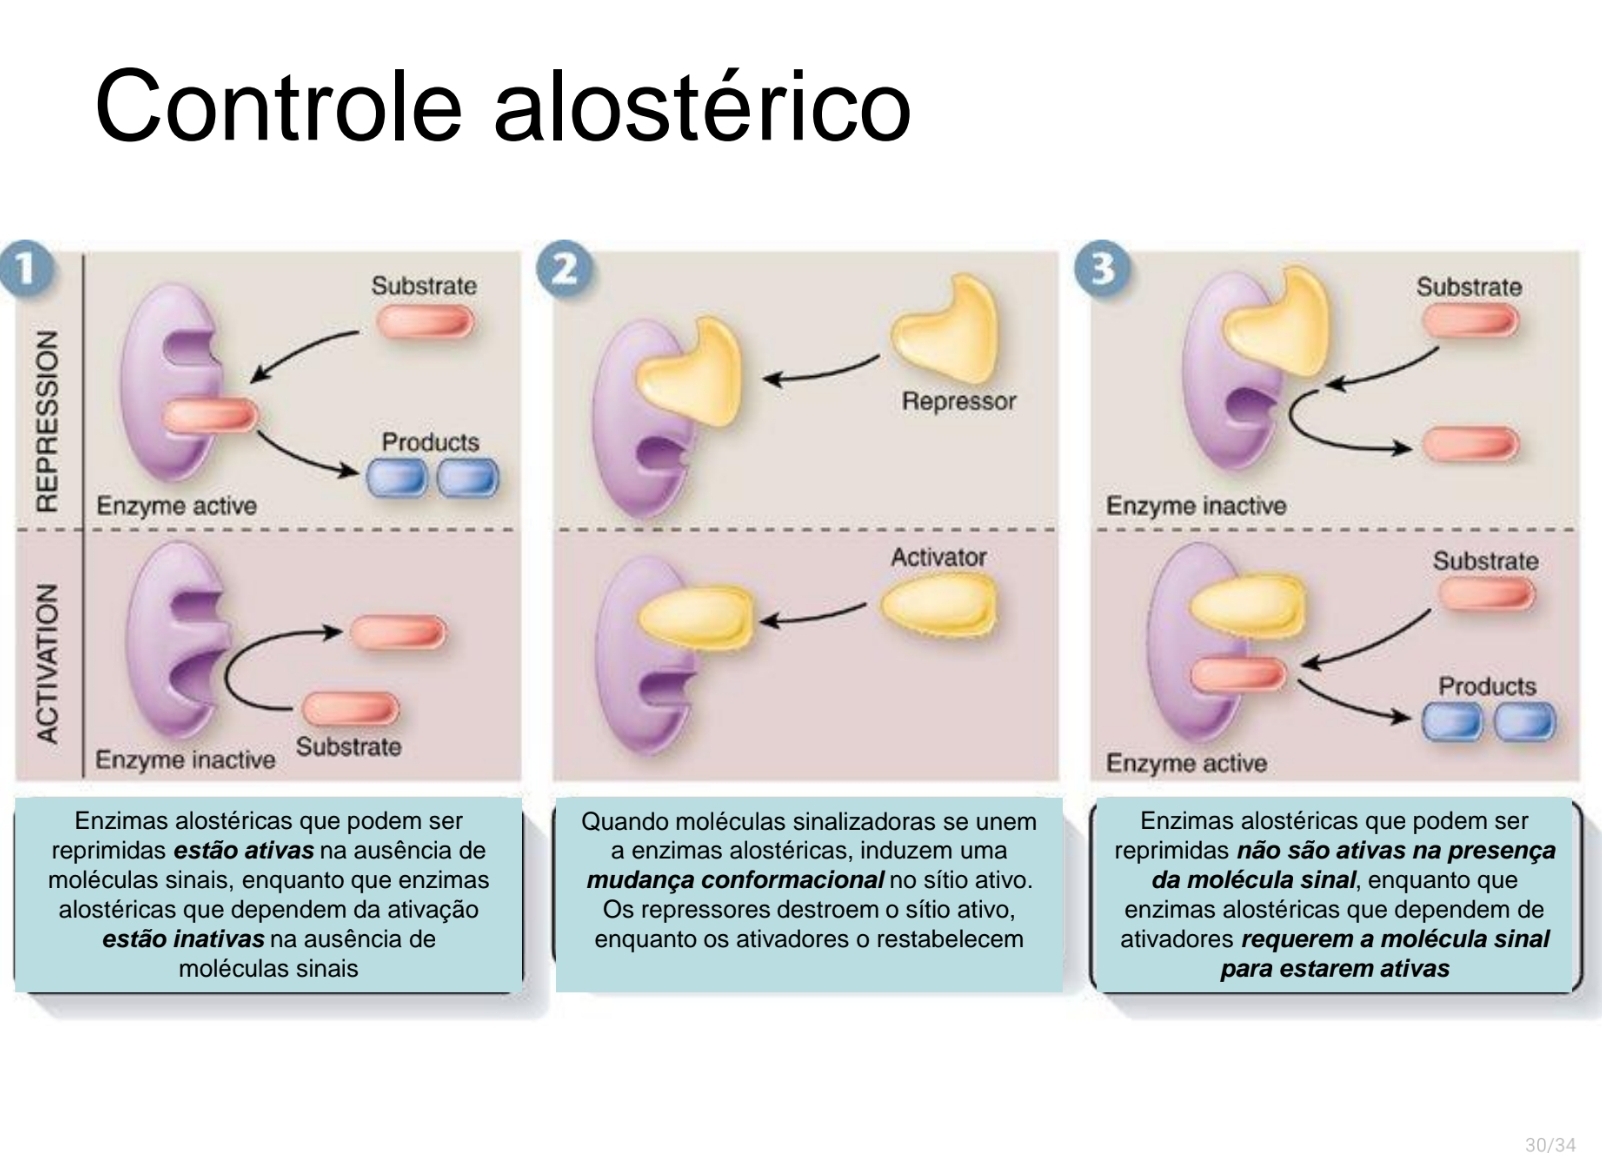 Controle alostérico
1
REPRESSION
Substrate
Products
Enzyme active
ACTIVATION
Enzyme inactive
Substrate
2
Repressor
Activator
3
Substrate
Enzyme inactive
Substrate
Products
Enzyme active
Enzimas alostéricas que podem ser
reprimidas estão ativas na ausência de
moléculas sinais, enquanto que enzimas
alostéricas que dependem da ativação
estão inativas na ausência de
moléculas sinais
Quando moléculas sinalizadoras se unem
a enzimas alostéricas, induzem uma
mudança conformacional no sítio ativo.
Os repressores destroem o sítio ativo,
enquanto os ativadores o restabelecem
Enzimas alostéricas que podem ser
reprimidas não são ativas na presença
da molécula sinal, enquanto que
enzimas alostéricas que dependem de
ativadores requerem a molécula sinal
para estarem ativas
30/34